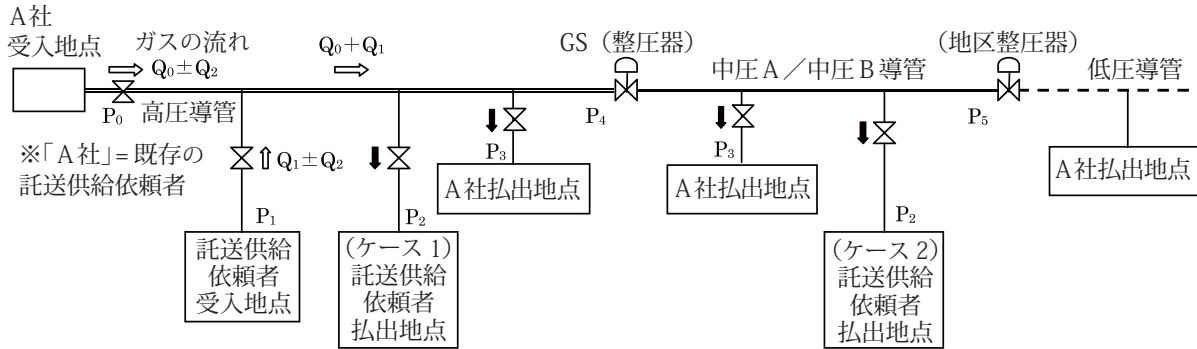 A社
受入地点
ガスの流れ
Q₀±Q₂
Q₀+Q₁
GS（整圧器）
（地区整圧器）
中圧A／中圧B導管
低圧導管
P₀
高圧導管
P₄
P₅
※「A社」=既存の
託送供給依頼者
Q₁±Q₂
P₃
A社払出地点
P₃
A社払出地点
A社払出地点
P₁
託送供給
依頼者
受入地点
P₂
（ケース1）
託送供給
依頼者
払出地点
P₂
（ケース2）
託送供給
依頼者
払出地点